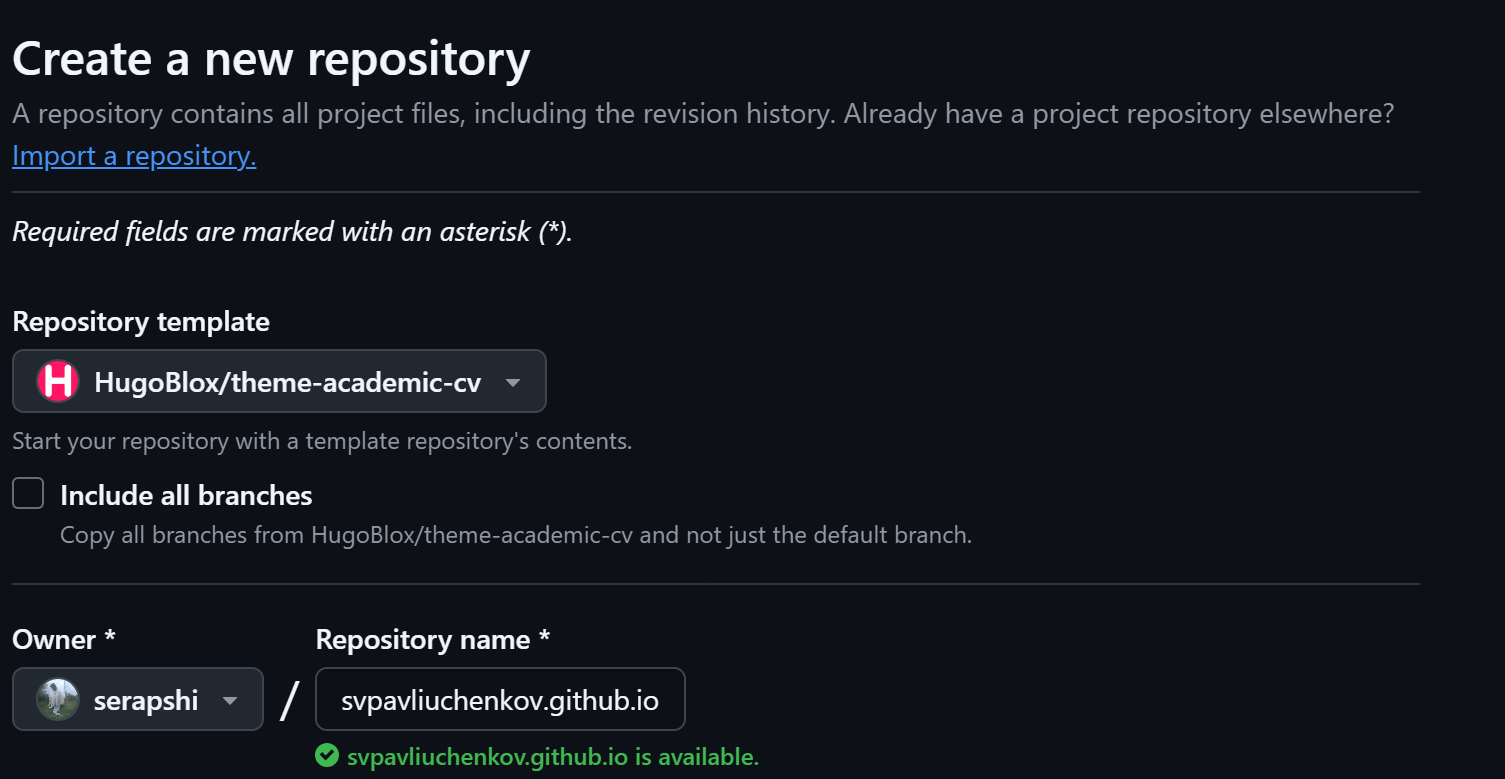 Create a new repository
A repository contains all project files, including the revision history. Already have a project repository elsewhere?
Import a repository.
Required fields are marked with an asterisk (*).
Repository template
HugoBlox/theme-academic-cv
Start your repository with a template repository's contents.
Include all branches
Copy all branches from HugoBlox/theme-academic-cv and not just the default branch.
Owner * Repository name *
serapshi / svpavliuchenkov.github.io
svpavliuchenkov.github.io is available.